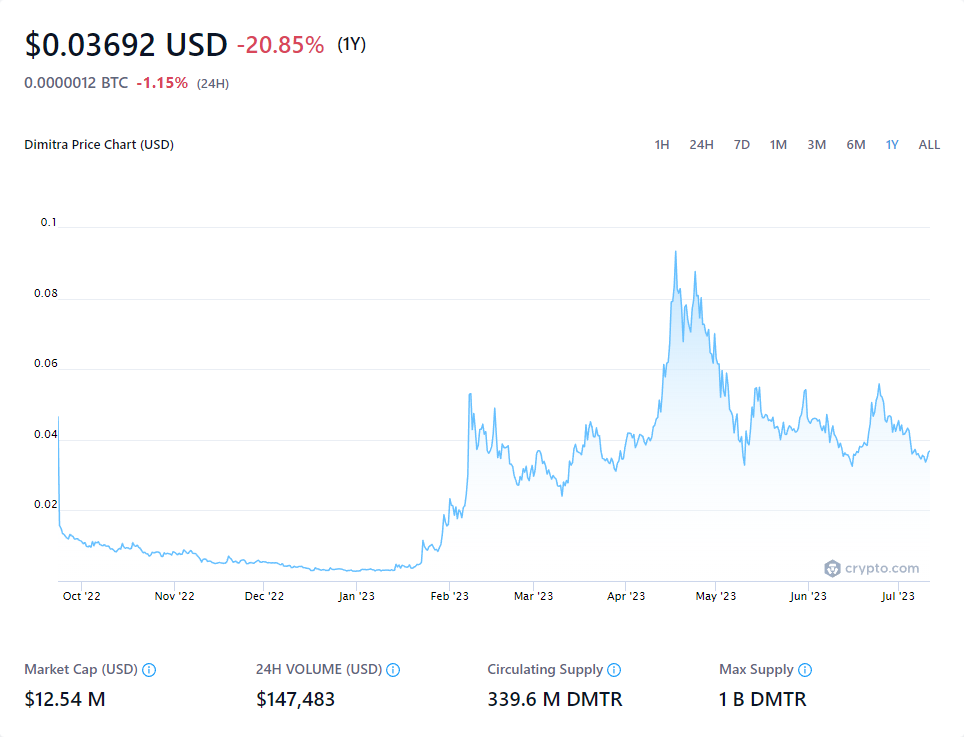 $0.03692 USD -20.85% (1Y)
0.0000012 BTC -1.15% (24H)
Dimitra Price Chart (USD) 1H 24H 7D 1M 3M 6M 1Y ALL
0.1
0.08
0.06
0.04
0.02
crypto.com
Oct '22 Nov '22 Dec '22 Jan '23 Feb '23 Mar '23 Apr '23 May '23 Jun '23 Jul '23
Market Cap (USD) 24H VOLUME (USD) Circulating Supply Max Supply
$12.54 M $147,483 339.6 M DMTR 1 B DMTR